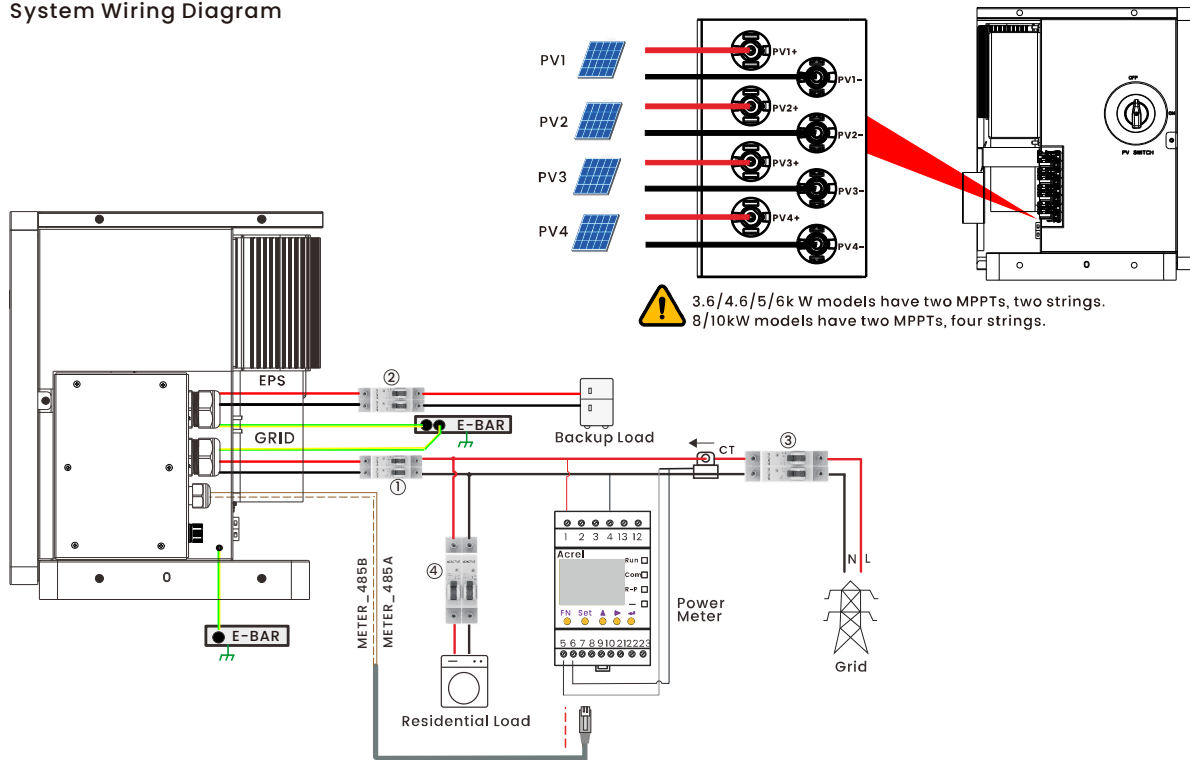 System Wiring Diagram
PV1
PV2
PV3
PV4
PV1+
PV1-
PV2+
PV2-
PV3+
PV3-
PV4+
PV4-
OFF
ON
PV SWITCH
3.6/4.6/5/6k W models have two MPPTs, two strings.
8/10kW models have two MPPTs, four strings.
EPS
②
E-BAR
Backup Load
GRID
①
CT
③
METER_485B
METER_485A
④
1 2 3 4 13 12
Acrel
Run
Com
R-P
FN Set
5 6 7 8 9 10 21 22 23
Power
Meter
N L
Grid
E-BAR
Residential Load